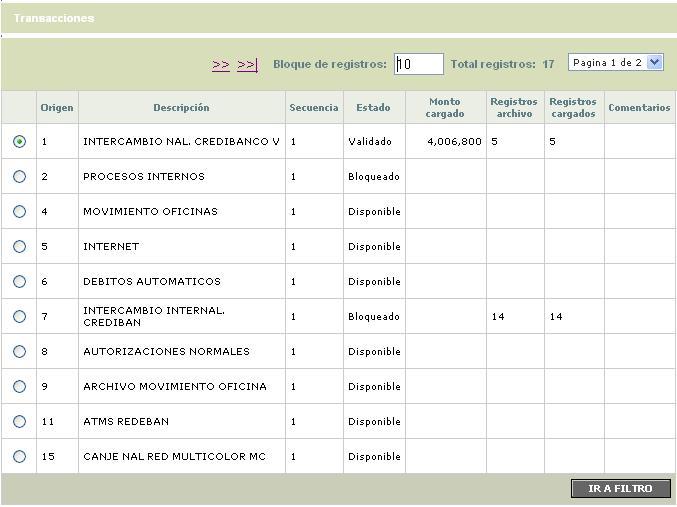 Transacciones
>> >>| Bloque de registros: 10 Total registros: 17 Pagina 1 de 2
Origen Descripción Secuencia Estado Monto cargado Registros archivo Registros cargados Comentarios
1 INTERCAMBIO NAL. CREDIBANCO V 1 Validado 4,006,800 5 5
2 PROCESOS INTERNOS 1 Bloqueado
4 MOVIMIENTO OFICINAS 1 Disponible
5 INTERNET 1 Disponible
6 DEBITOS AUTOMATICOS 1 Disponible
7 INTERCAMBIO INTERNAL. CREDIBAN 1 Bloqueado 14 14
8 AUTORIZACIONES NORMALES 1 Disponible
9 ARCHIVO MOVIMIENTO OFICINA 1 Disponible
11 ATMS REDEBAN 1 Disponible
15 CANJE NAL RED MULTICOLOR MC 1 Disponible
IR A FILTRO